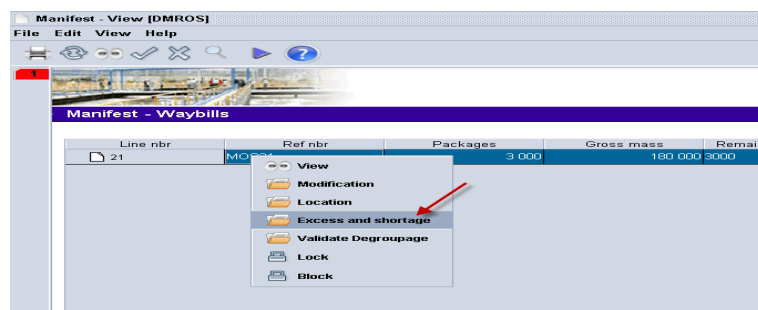 Manifest - View [DMROS]
File Edit View Help
1
Manifest - Waybills
Line nbr Ref nbr Packages Gross mass Remai
21 3 000 180 000 3000
View
Modification
Location
Excess and shortage
Validate Degroupage
Lock
Block